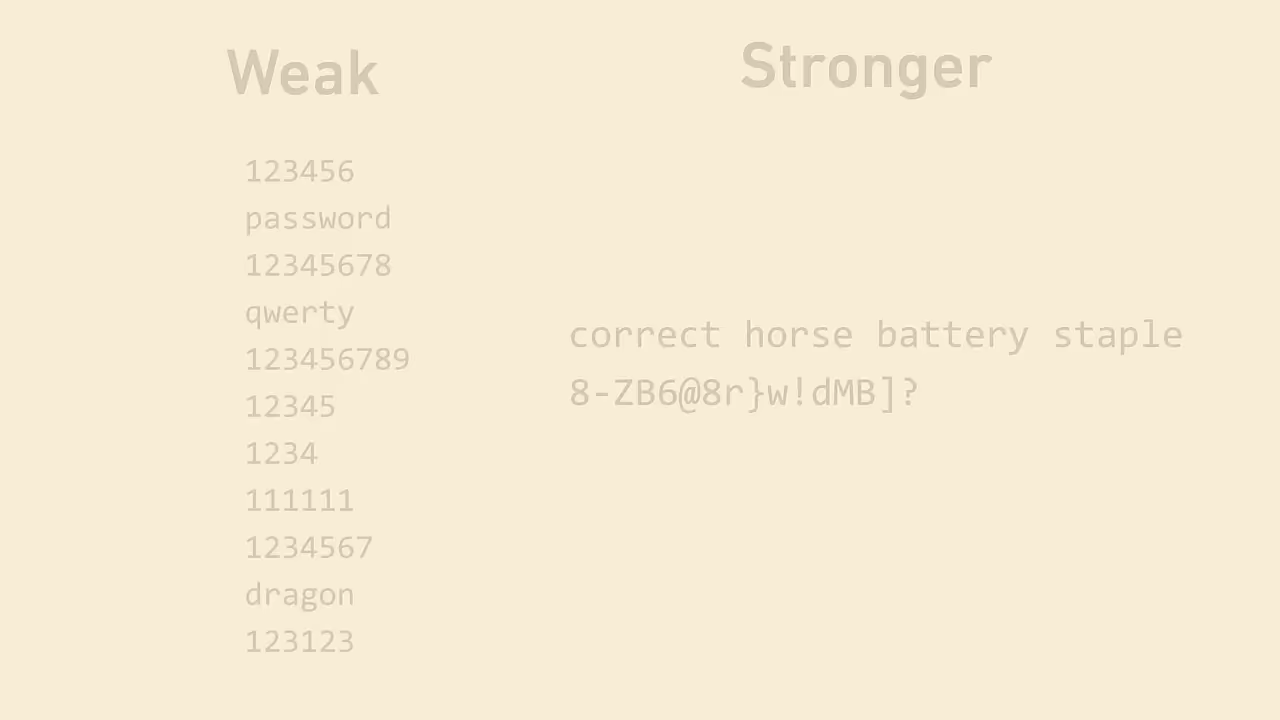 Weak
123456
password
12345678
qwerty
123456789
12345
1234
111111
1234567
dragon
123123
Stronger
correct horse battery staple
8-ZB6@8r}w!dMB]?